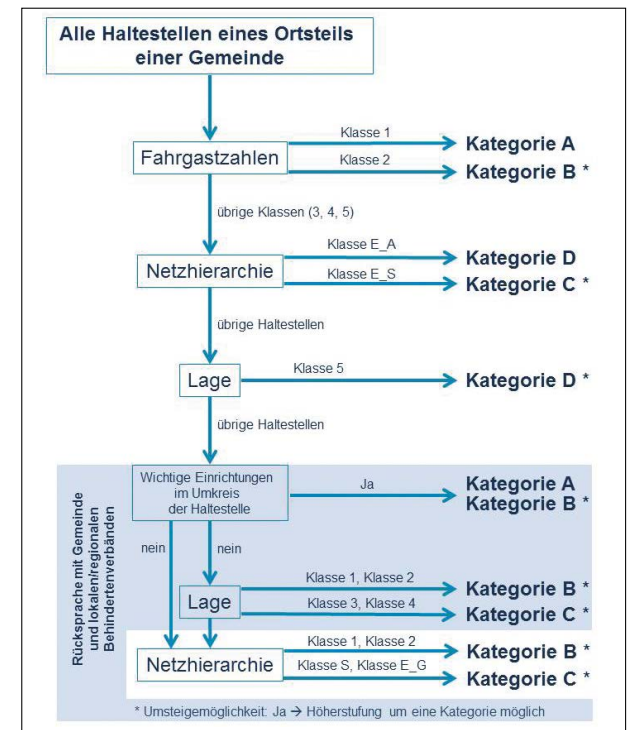 Alle Haltestellen eines Ortsteils
einer Gemeinde
Klasse 1
Kategorie A
Fahrgastzahlen
Klasse 2
Kategorie B *
übrige Klassen (3, 4, 5)
Klasse E_A
Kategorie D
Netzhierarchie
Klasse E_S
Kategorie C *
übrige Haltestellen
Lage
Klasse 5
Kategorie D *
übrige Haltestellen
Rücksprache mit Gemeinde
und lokalen/regionalen
Behindertenverbänden
Wichtige Einrichtungen
im Umkreis
der Haltestelle
Ja
Kategorie A
Kategorie B *
nein
nein
Klasse 1, Klasse 2
Kategorie B *
Lage
Klasse 3, Klasse 4
Kategorie C *
Klasse 1, Klasse 2
Kategorie B *
Netzhierarchie
Klasse S, Klasse E_G
Kategorie C *
* Umsteigemöglichkeit: Ja → Höherstufung um eine Kategorie möglich